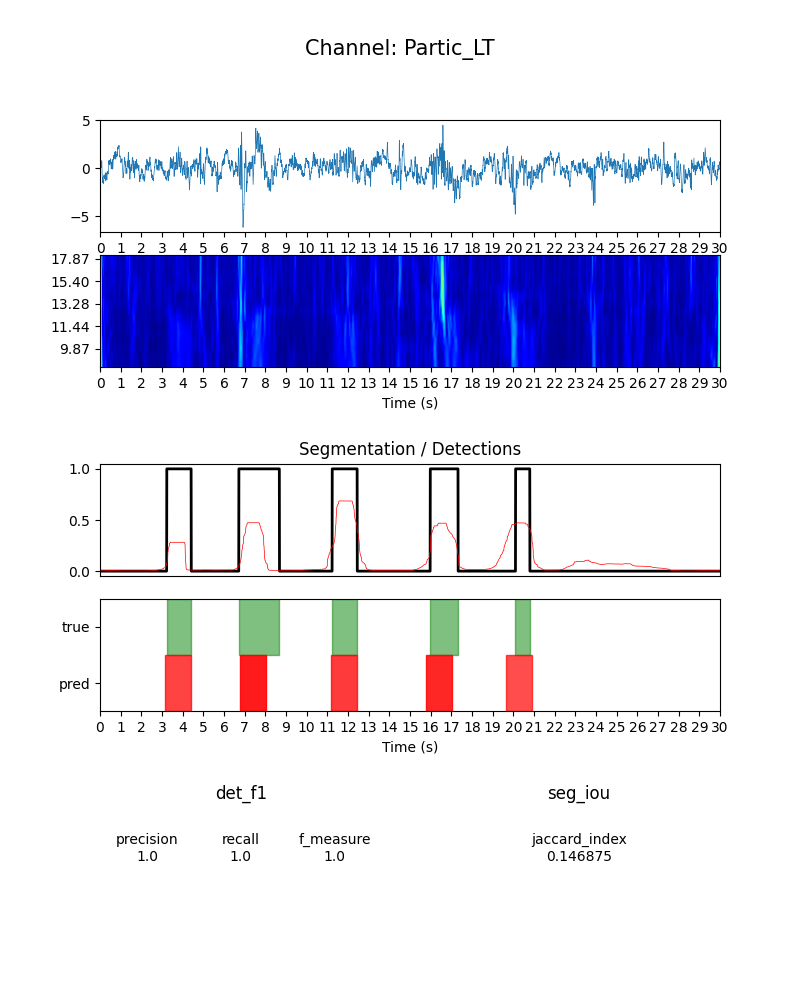 Channel: Partic_LT
5
0
−5
0 1 2 3 4 5 6 7 8 9 10 11 12 13 14 15 16 17 18 19 20 21 22 23 24 25 26 27 28 29 30
17.87
15.40
13.28
11.44
9.87
0 1 2 3 4 5 6 7 8 9 10 11 12 13 14 15 16 17 18 19 20 21 22 23 24 25 26 27 28 29 30
Time (s)
Segmentation / Detections
1.0
0.5
0.0
true
pred
0 1 2 3 4 5 6 7 8 9 10 11 12 13 14 15 16 17 18 19 20 21 22 23 24 25 26 27 28 29 30
Time (s)
det_f1 seg_iou
precision recall f_measure jaccard_index
1.0 1.0 1.0 0.146875